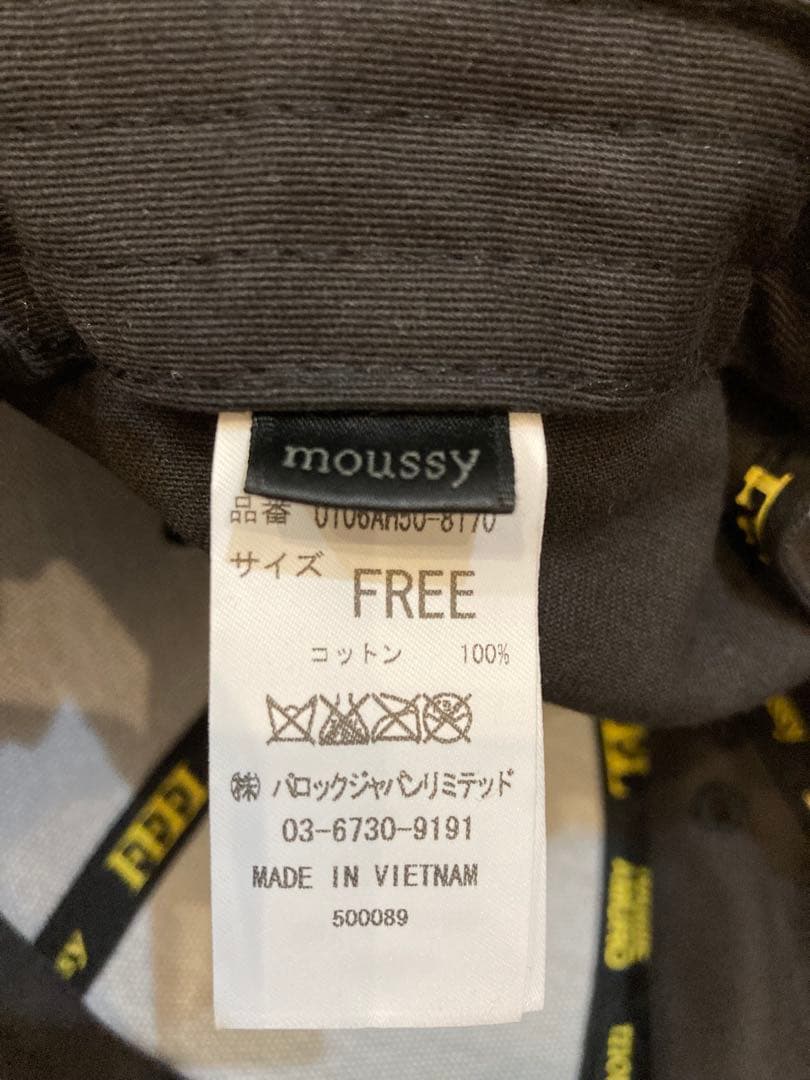 moussy
品番 0106AH50-8170
サイズ
FREE
コットン 100%
㈱ バロックジャパンリミテッド
03-6730-9191
MADE IN VIETNAM
500089